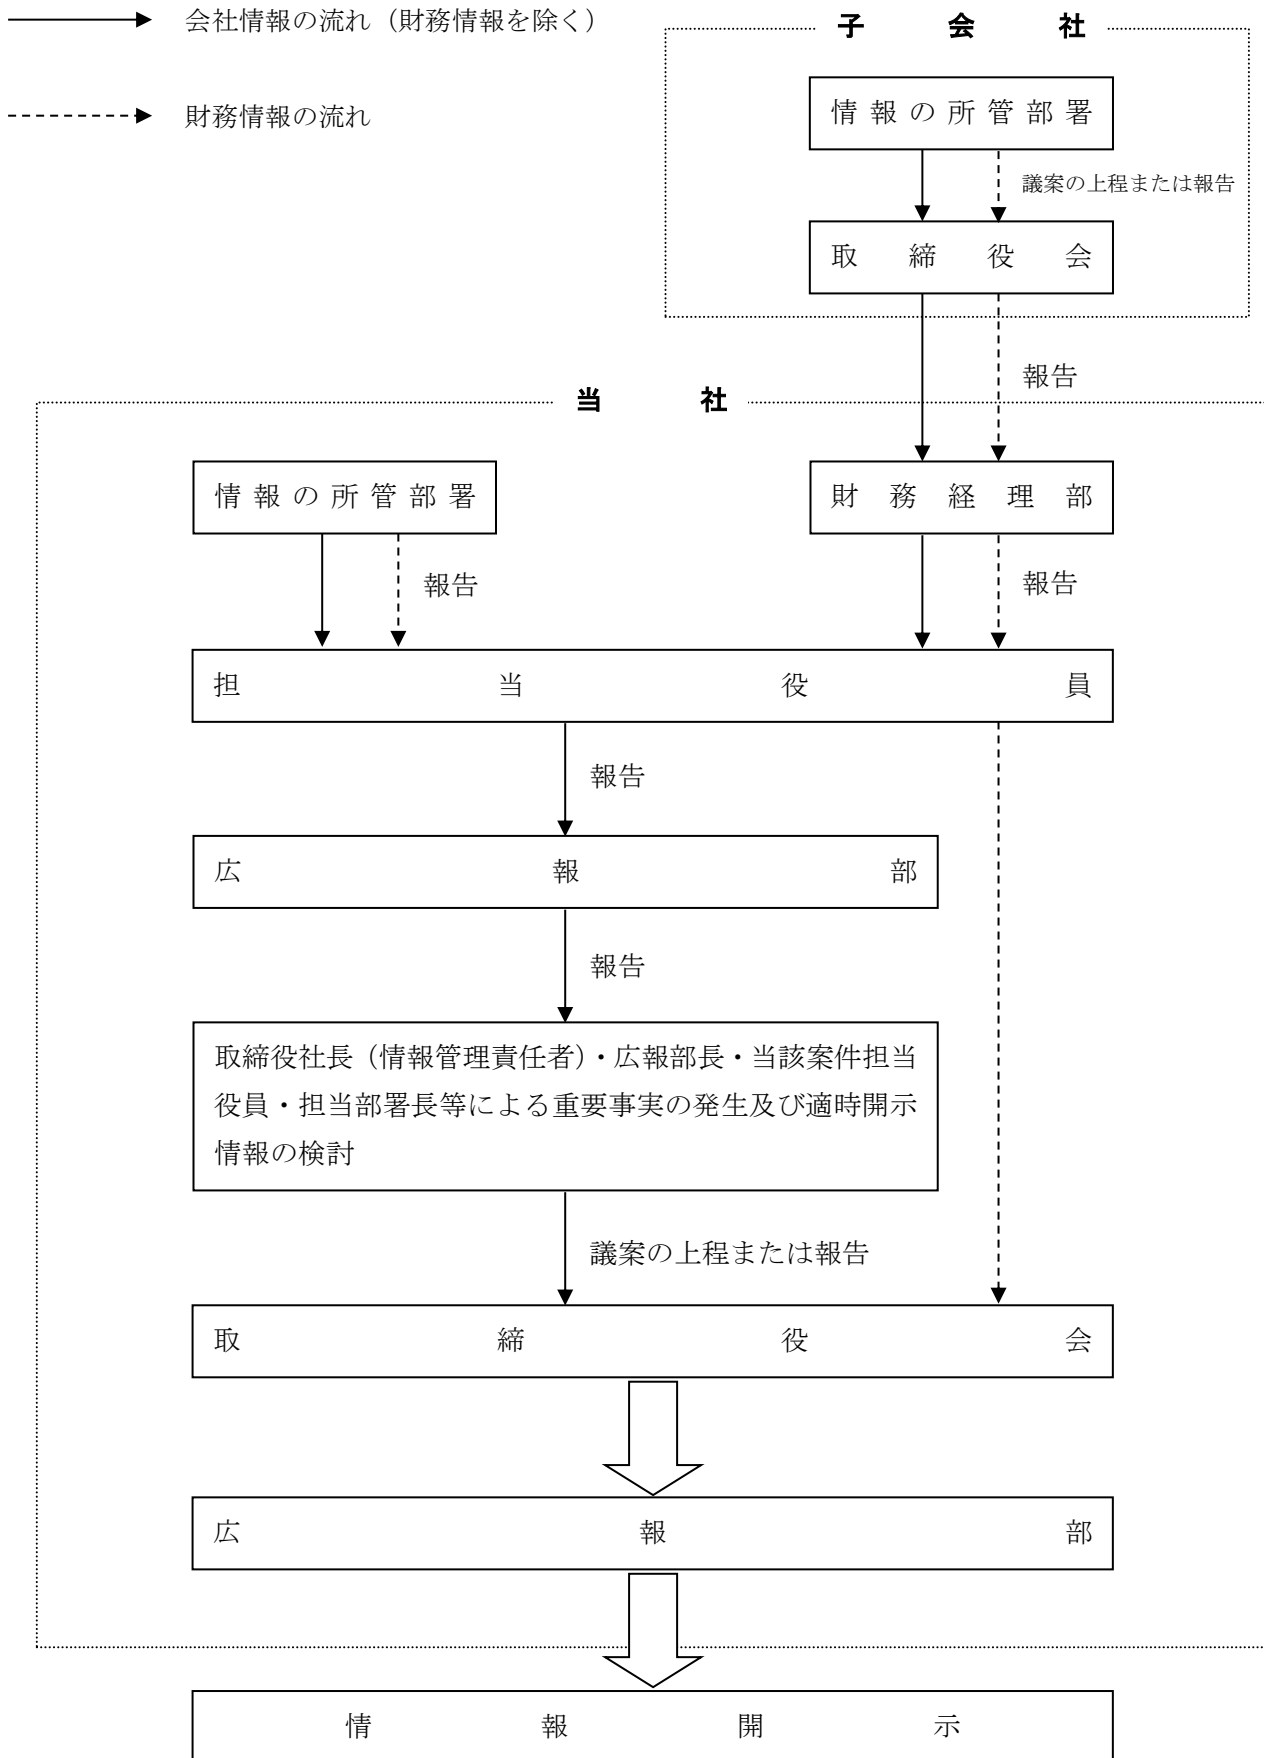 会社情報の流れ（財務情報を除く）
子会社
情報の所管部署
財務情報の流れ
議案の上程または報告
取締役会
報告
当社
情報の所管部署
財務経理部
報告
報告
担当役員
報告
広報部
報告
取締役社長（情報管理責任者）・広報部長・当該案件担当
役員・担当部署長等による重要事実の発生及び適時開示
情報の検討
議案の上程または報告
取締役会
広報部
情報開示